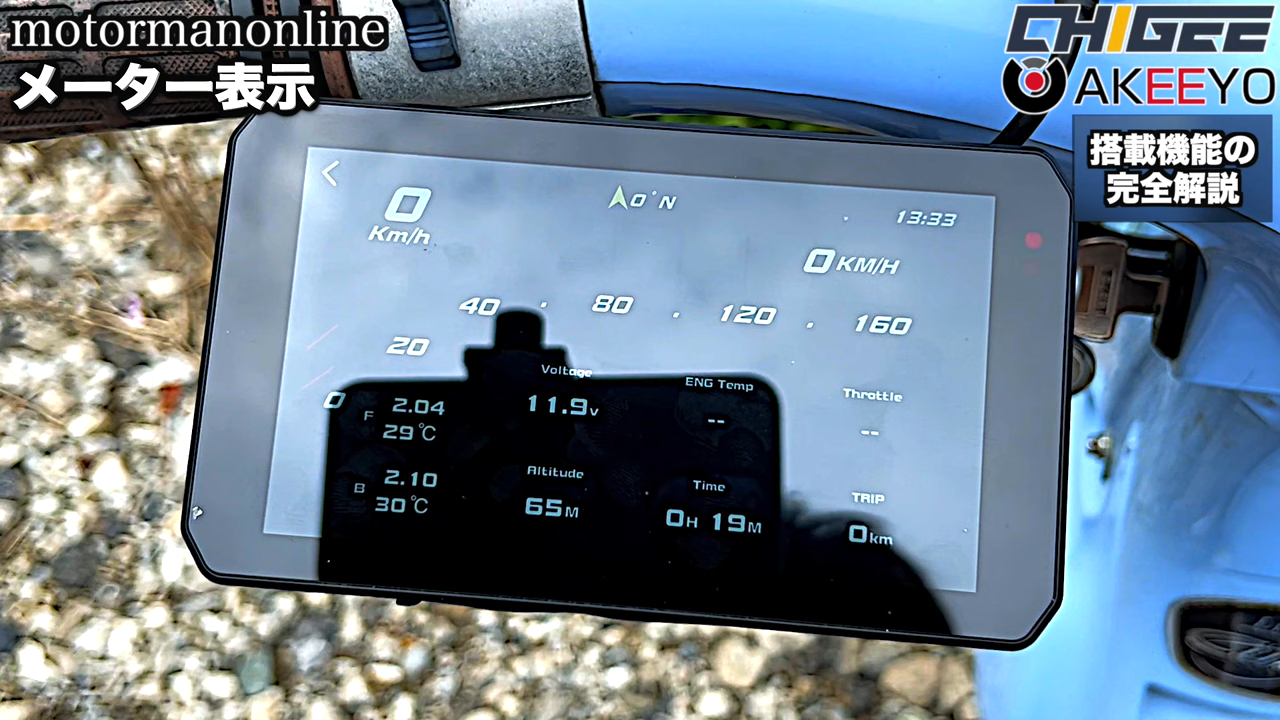 motormanonline
メーター表示
CHIGEE
AKEEYO
搭載機能の
完全解説
0
Km/h
0°N
13:33
0 KM/H
20
40
80
120
160
0
F 2.04
29℃
B 2.10
30℃
Voltage
11.9v
ENG Temp
--
Throttle
--
Altitude
65M
Time
0H 19M
TRIP
0km